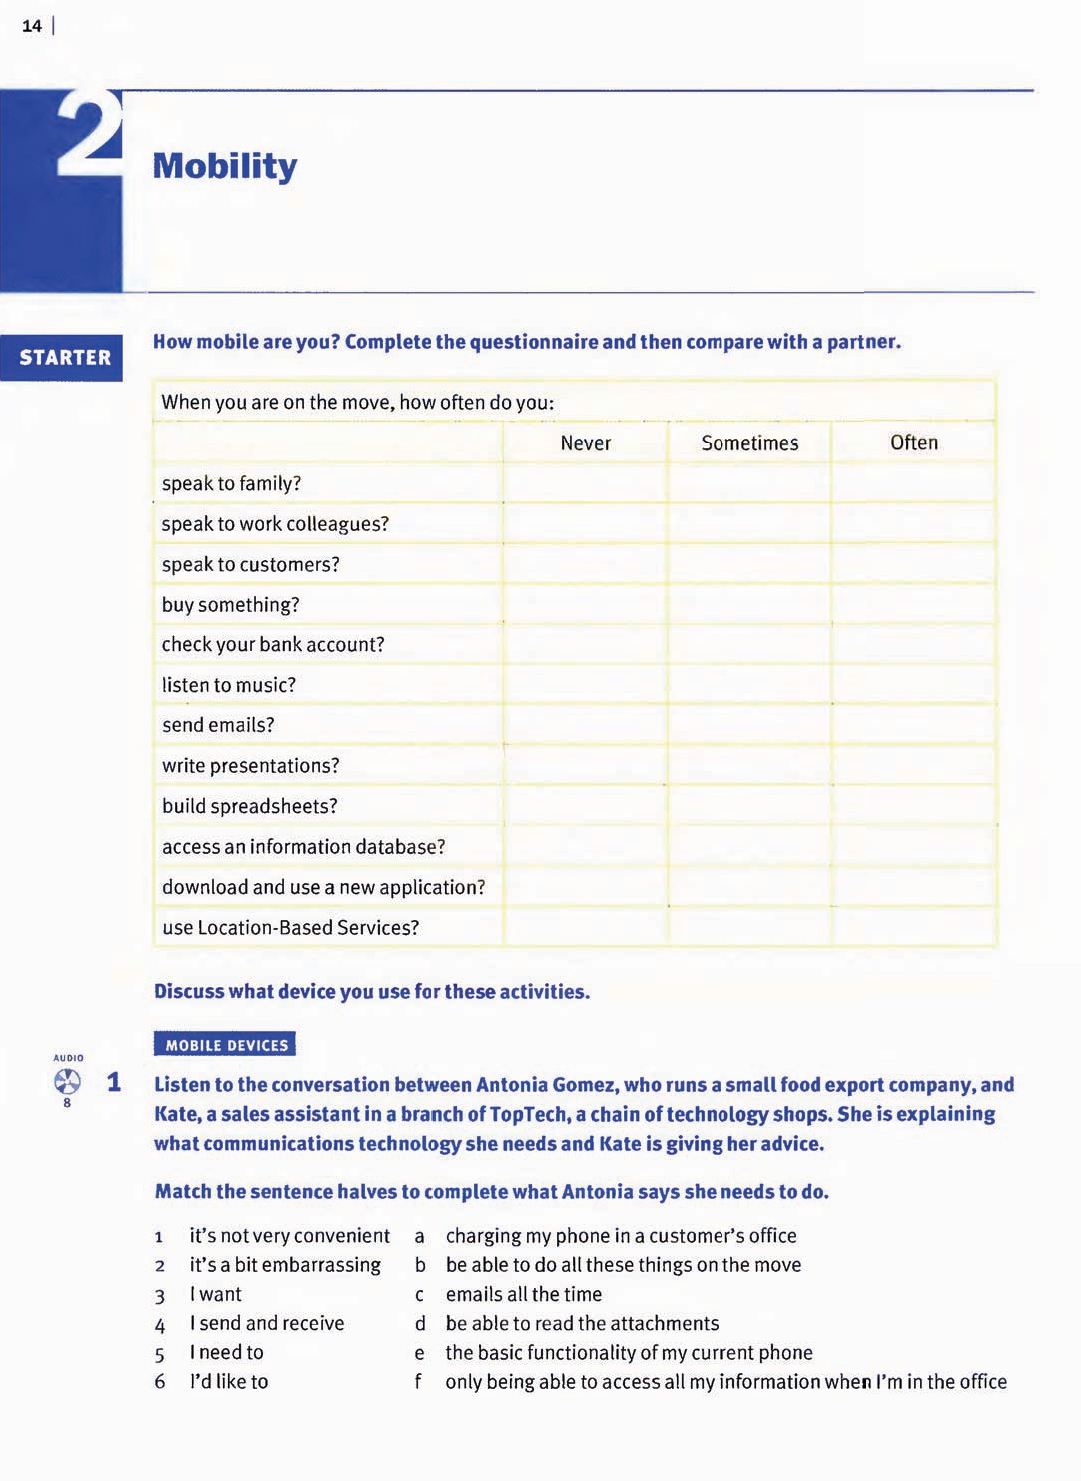 14
2
Mobility
STARTER
How mobile are you? Complete the questionnaire and then compare with a partner.
When you are on the move, how often do you:
Never Sometimes Often
speak to family?
speak to work colleagues?
speak to customers?
buy something?
check your bank account?
listen to music?
send emails?
write presentations?
build spreadsheets?
access an information database?
download and use a new application?
use Location-Based Services?
Discuss what device you use for these activities.
MOBILE DEVICES
AUDIO
8
1 Listen to the conversation between Antonia Gomez, who runs a small food export company, and
Kate, a sales assistant in a branch of TopTech, a chain of technology shops. She is explaining
what communications technology she needs and Kate is giving her advice.
Match the sentence halves to complete what Antonia says she needs to do.
1 it's not very convenient a charging my phone in a customer's office
2 it's a bit embarrassing b be able to do all these things on the move
3 I want c emails all the time
4 I send and receive d be able to read the attachments
5 I need to e the basic functionality of my current phone
6 I'd like to f only being able to access all my information when I'm in the office